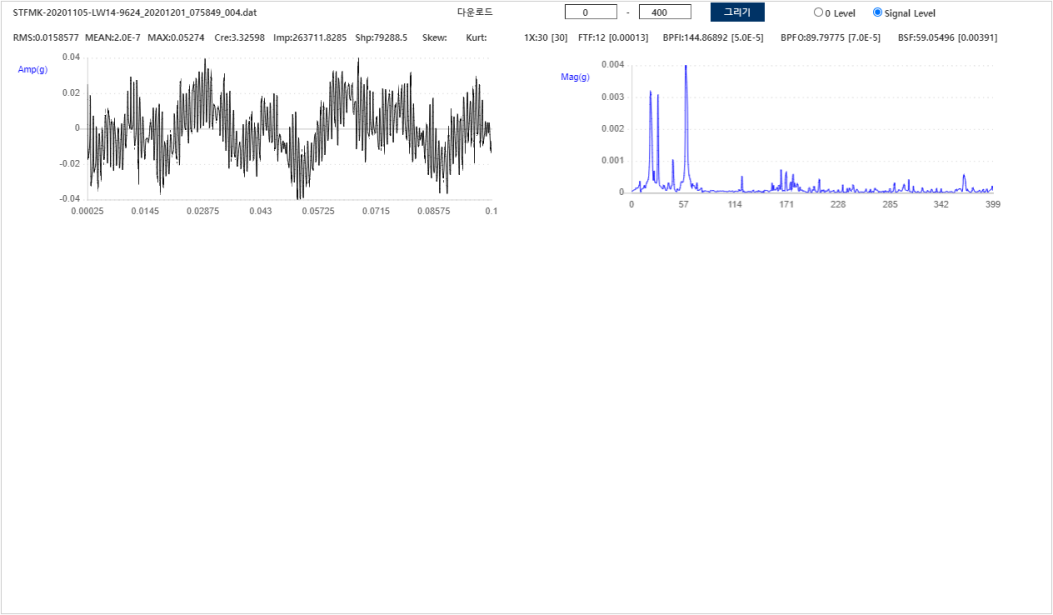 STFMK-20201105-LW14-9624_20201201_075849_004.dat 다운로드 0 - 400 그리기 0 Level Signal Level
RMS:0.0158577 MEAN:2.0E-7 MAX:0.05274 Cre:3.32598 Imp:263711.8285 Shp:79288.5 Skew: Kurt: 1X:30 [30] FTF:12 [0.00013] BPFI:144.86892 [5.0E-5] BPFO:89.79775 [7.0E-5] BSF:59.05496 [0.00391]
Amp(g)
0.04
0.02
0
-0.02
-0.04
0.00025 0.0145 0.02875 0.043 0.05725 0.0715 0.08575 0.1
Mag(g)
0.004
0.003
0.002
0.001
0
0 57 114 171 228 285 342 399